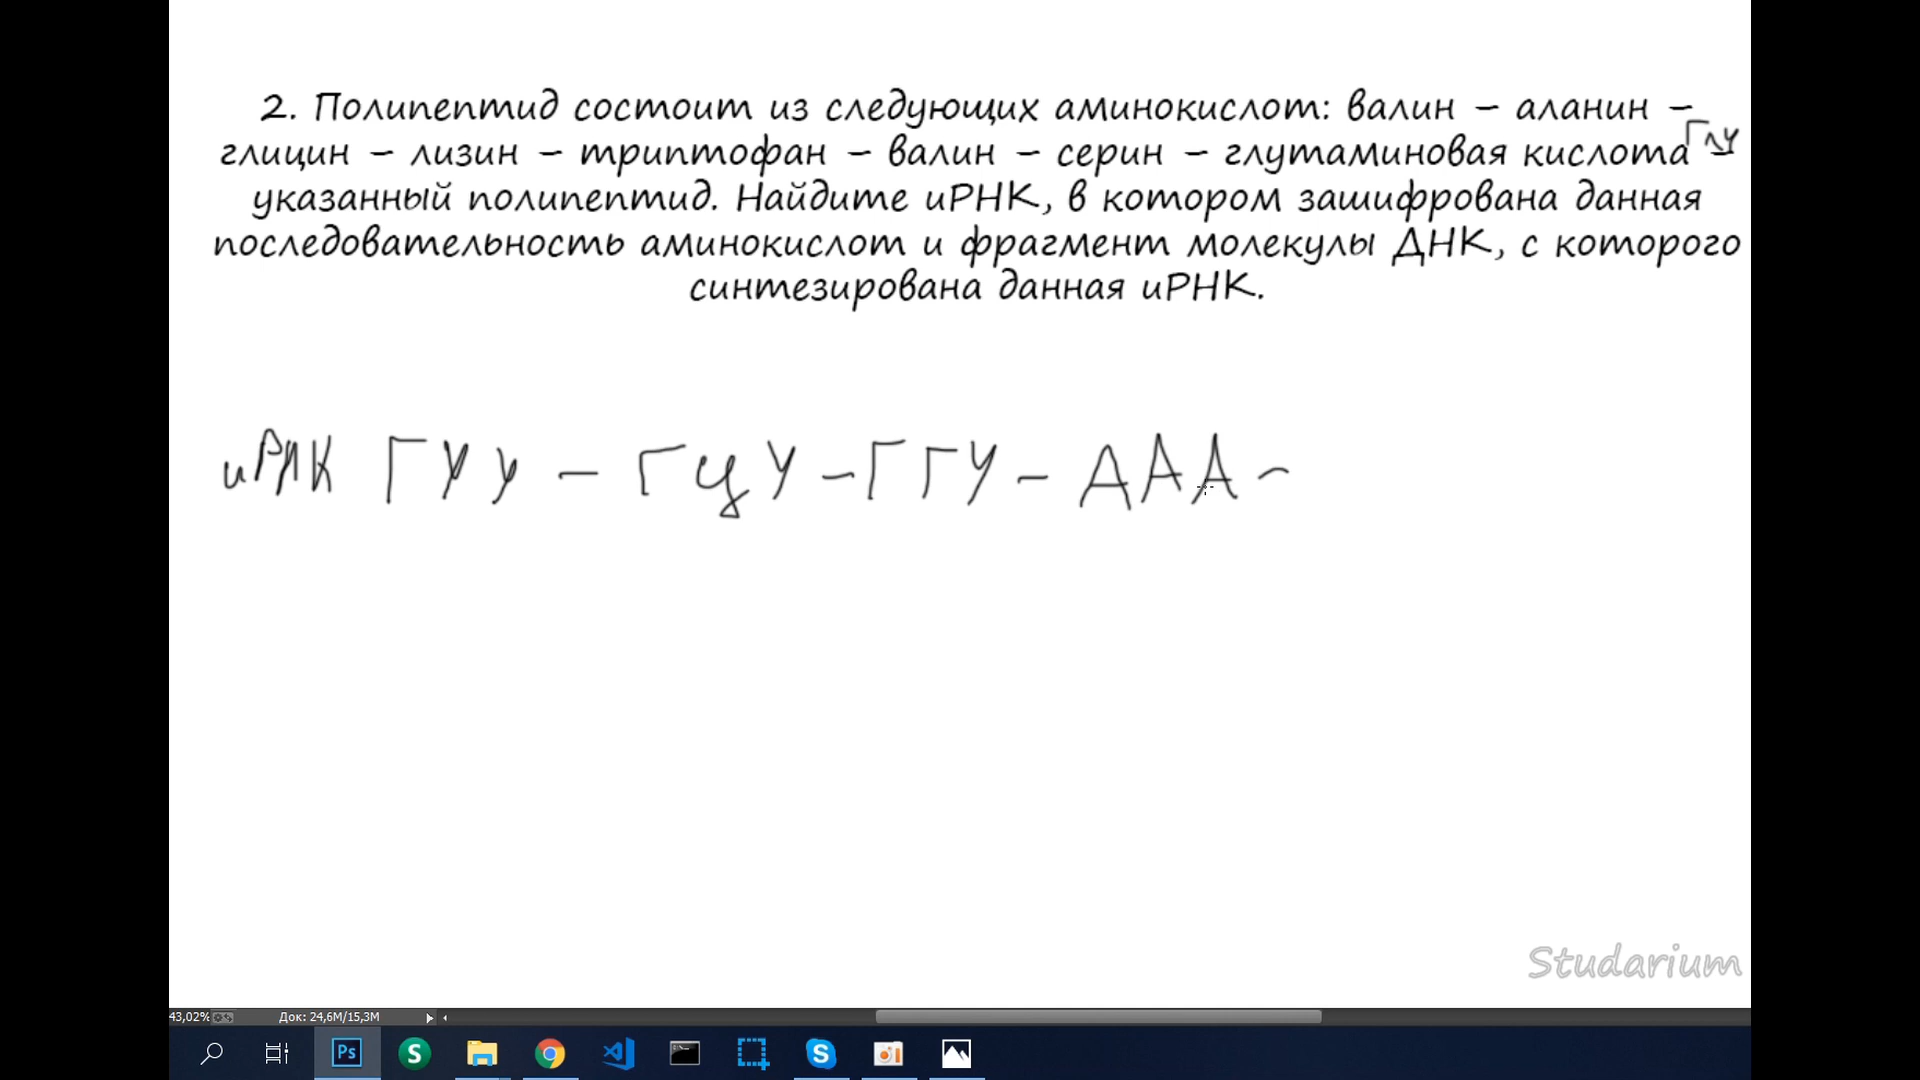 2. Полипептид состоит из следующих аминокислот: валин – аланин –
глицин – лизин – триптофан – валин – серин – глутаминовая кислота –
Глу
указанный полипептид. Найдите иРНК, в котором зашифрована данная
последовательность аминокислот и фрагмент молекулы ДНК, с которого
синтезирована данная иРНК.
иРНК ГУУ – ГЦУ – ГГУ – ААА –
Studarium
43,02%
Док: 24,6M/15,3M
Ps
S